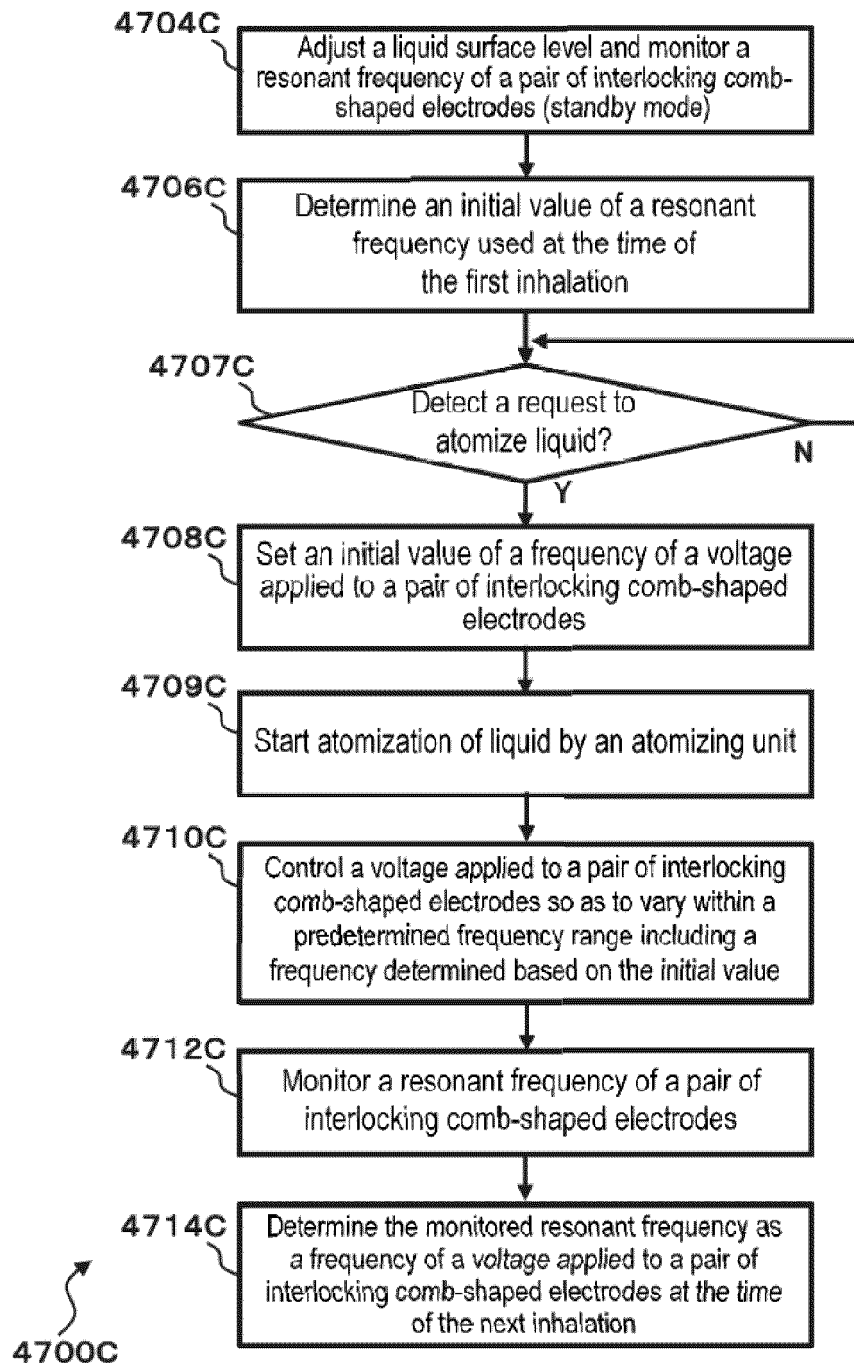 4704C
Adjust a liquid surface level and monitor a
resonant frequency of a pair of interlocking comb-
shaped electrodes (standby mode)
4706C
Determine an initial value of a resonant
frequency used at the time of
the first inhalation
4707C
Detect a request to
atomize liquid?
N
Y
4708C
Set an initial value of a frequency of a voltage
applied to a pair of interlocking comb-shaped
electrodes
4709C
Start atomization of liquid by an atomizing unit
4710C
Control a voltage applied to a pair of interlocking
comb-shaped electrodes so as to vary within a
predetermined frequency range including a
frequency determined based on the initial value
4712C
Monitor a resonant frequency of a pair of
interlocking comb-shaped electrodes
4714C
Determine the monitored resonant frequency as
a frequency of a voltage applied to a pair of
interlocking comb-shaped electrodes at the time
of the next inhalation
4700C